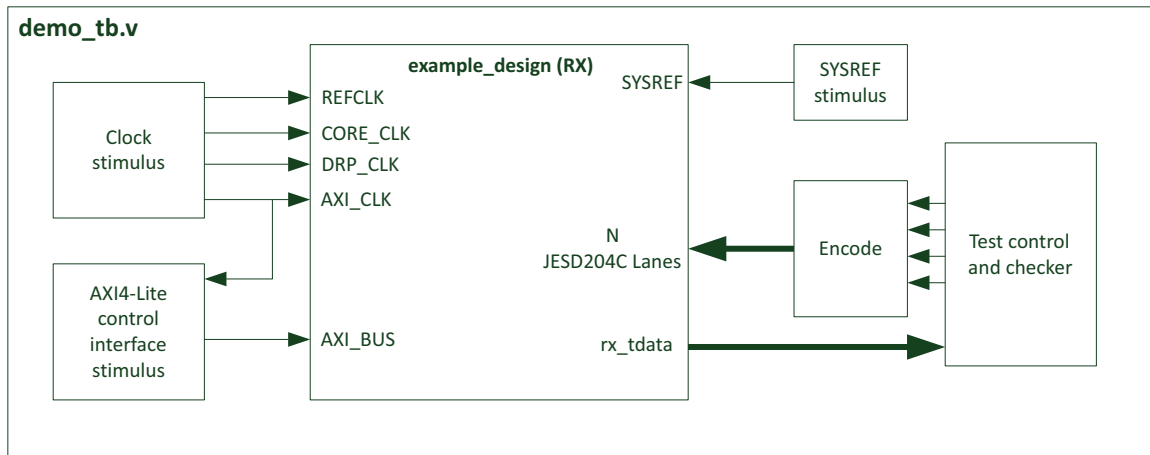 demo_tb.v
example_design (RX)
Clock
stimulus
REFCLK
CORE_CLK
DRP_CLK
AXI_CLK
AXI4-Lite
control
interface
stimulus
AXI_BUS
SYSREF
SYSREF
stimulus
N
JESD204C Lanes
Encode
Test control
and checker
rx_tdata